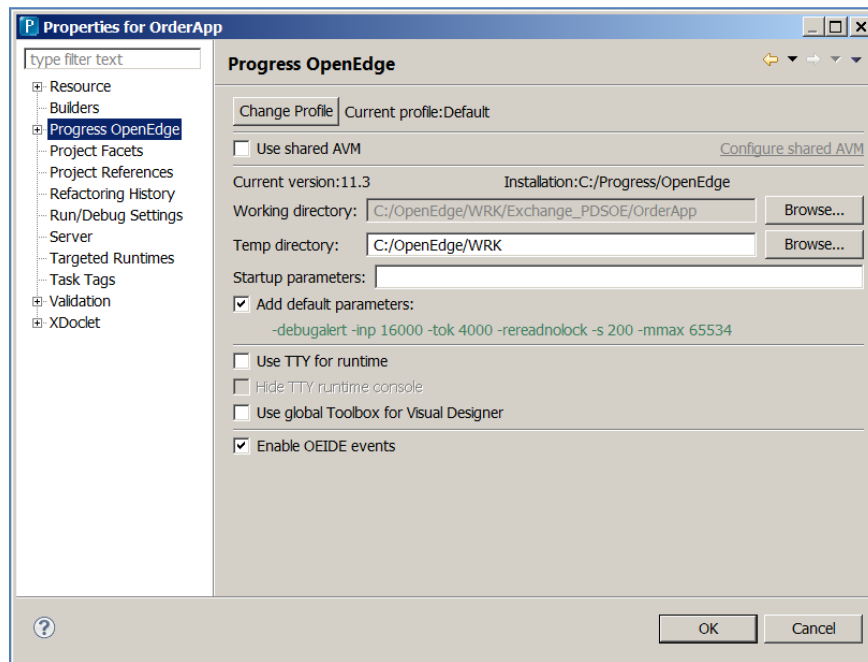 Properties for OrderApp
type filter text
Resource
Builders
Progress OpenEdge
Project Facets
Project References
Refactoring History
Run/Debug Settings
Server
Targeted Runtimes
Task Tags
Validation
XDoclet
Progress OpenEdge
Change Profile Current profile:Default
Use shared AVM Configure shared AVM
Current version:11.3 Installation:C:/Progress/OpenEdge
Working directory: C:/OpenEdge/WRK/Exchange_PDSOE/OrderApp Browse...
Temp directory: C:/OpenEdge/WRK Browse...
Startup parameters:
Add default parameters:
-debugalert -inp 16000 -tok 4000 -rereadnolock -s 200 -mmax 65534
Use TTY for runtime
Hide TTY runtime console
Use global Toolbox for Visual Designer
Enable OEIDE events
? OK Cancel